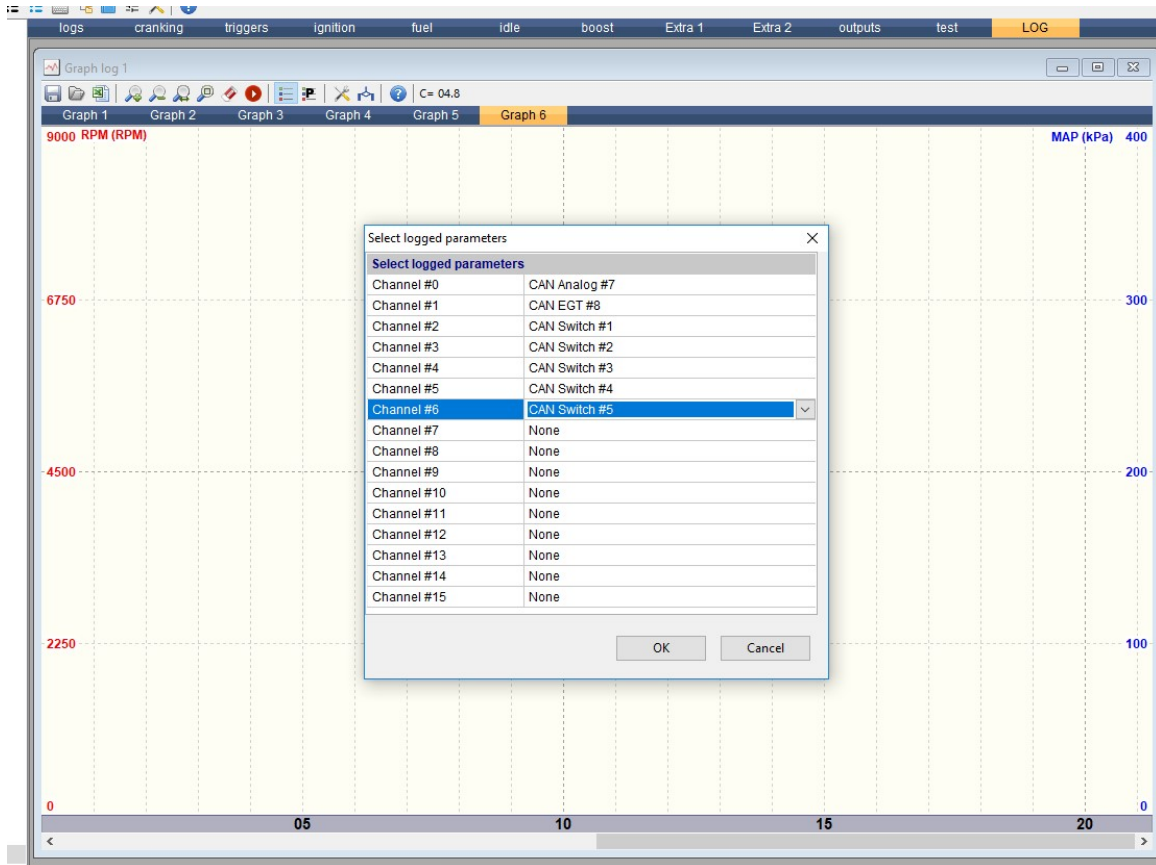 logs cranking triggers ignition fuel idle boost Extra 1 Extra 2 outputs test LOG
Graph log 1
C= 04.8
Graph 1 Graph 2 Graph 3 Graph 4 Graph 5 Graph 6
9000 RPM (RPM) MAP (kPa) 400
Select logged parameters
Select logged parameters
Channel #0 CAN Analog #7
6750 Channel #1 CAN EGT #8 300
Channel #2 CAN Switch #1
Channel #3 CAN Switch #2
Channel #4 CAN Switch #3
Channel #5 CAN Switch #4
Channel #6 CAN Switch #5
Channel #7 None
Channel #8 None
4500 Channel #9 None 200
Channel #10 None
Channel #11 None
Channel #12 None
Channel #13 None
Channel #14 None
Channel #15 None
2250 OK Cancel 100
0 0
05 10 15 20